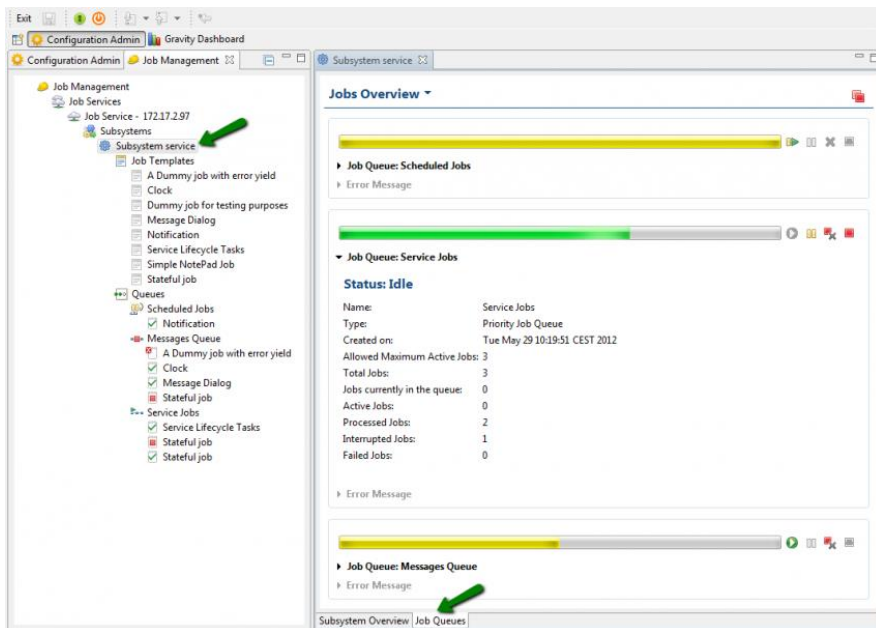 Exit
Configuration Admin
Gravity Dashboard
Configuration Admin
Job Management
Job Management
Job Services
Job Service - 172.17.2.97
Subsystems
Subsystem service
Job Templates
A Dummy job with error yield
Clock
Dummy job for testing purposes
Message Dialog
Notification
Service Lifecycle Tasks
Simple NotePad Job
Stateful job
Queues
Scheduled Jobs
Notification
Messages Queue
A Dummy job with error yield
Clock
Message Dialog
Stateful job
Service Jobs
Service Lifecycle Tasks
Stateful job
Stateful job
Subsystem service
Jobs Overview
Job Queue: Scheduled Jobs
Error Message
Job Queue: Service Jobs
Status: Idle
Name: Service Jobs
Type: Priority Job Queue
Created on: Tue May 29 10:19:51 CEST 2012
Allowed Maximum Active Jobs: 3
Total Jobs: 3
Jobs currently in the queue: 0
Active Jobs: 0
Processed Jobs: 2
Interrupted Jobs: 1
Failed Jobs: 0
Error Message
Job Queue: Messages Queue
Error Message
Subsystem Overview
Job Queues